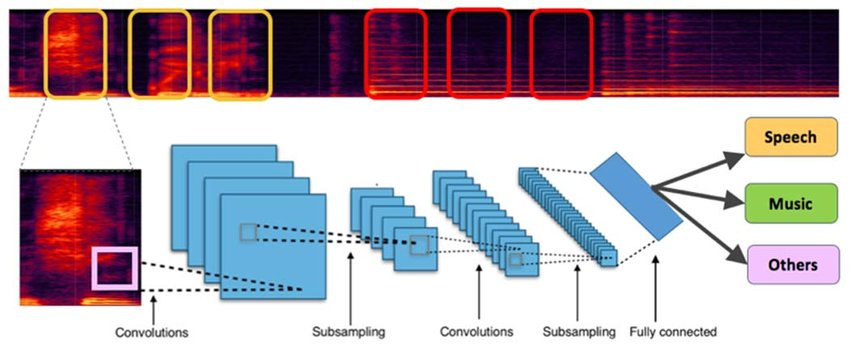 Speech
Music
Others
Convolutions
Subsampling
Convolutions
Subsampling
Fully connected